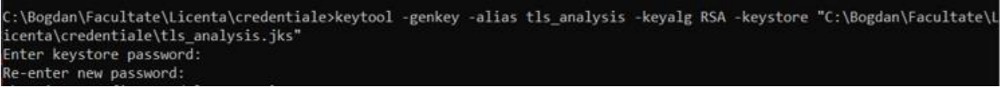 C:\Bogdan\Facultate\Licenta\credentiale>keytool -genkey -alias tls_analysis -keyalg RSA -keystore "C:\Bogdan\Facultate\L
icenta\credentiale\tls_analysis.jks"
Enter keystore password:
Re-enter new password: